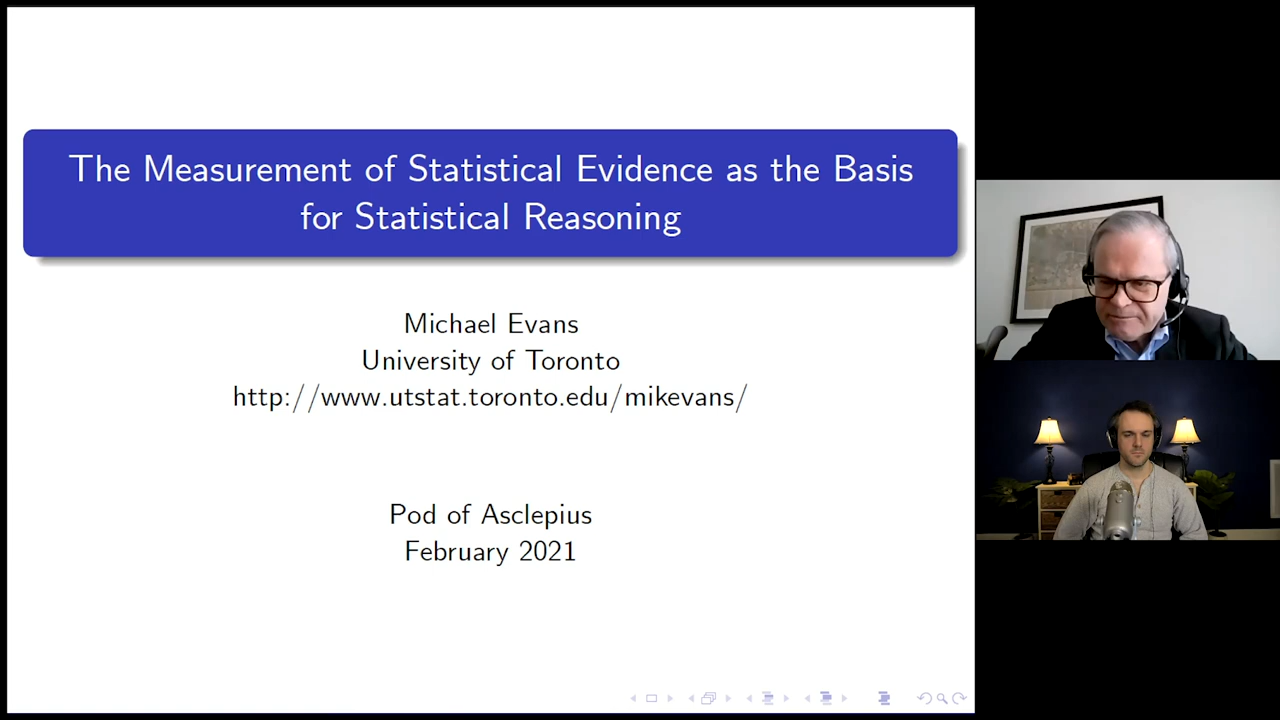 The Measurement of Statistical Evidence as the Basis
for Statistical Reasoning
Michael Evans
University of Toronto
http://www.utstat.toronto.edu/mikevans/
Pod of Asclepius
February 2021